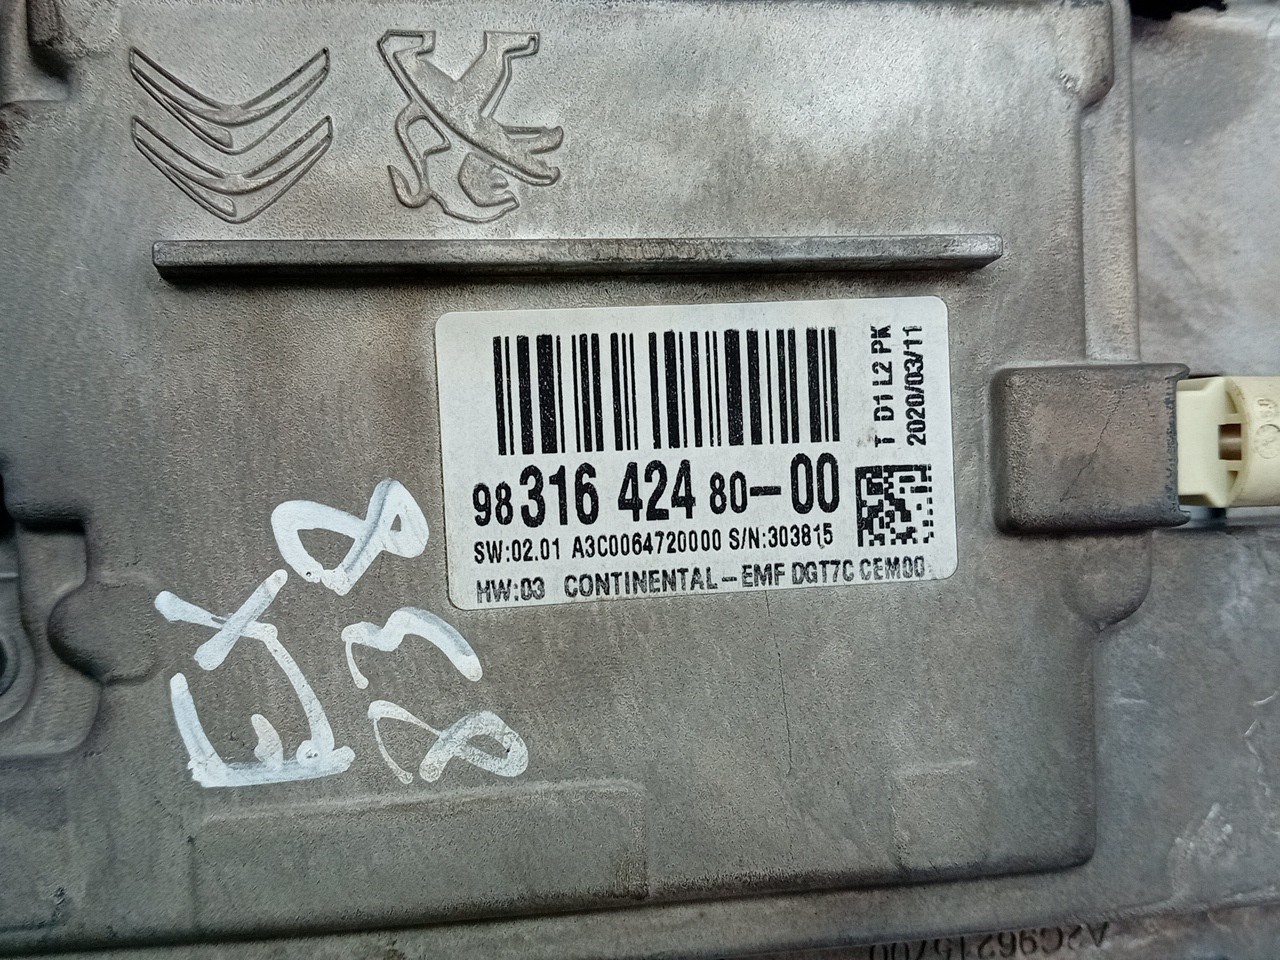 T D1 L2 PK
2020/03/11
98 316 424 80-00
SW:02.01 A3C0064720000 S/N:303815
HW:03 CONTINENTAL-EMF DGT7C CEM00